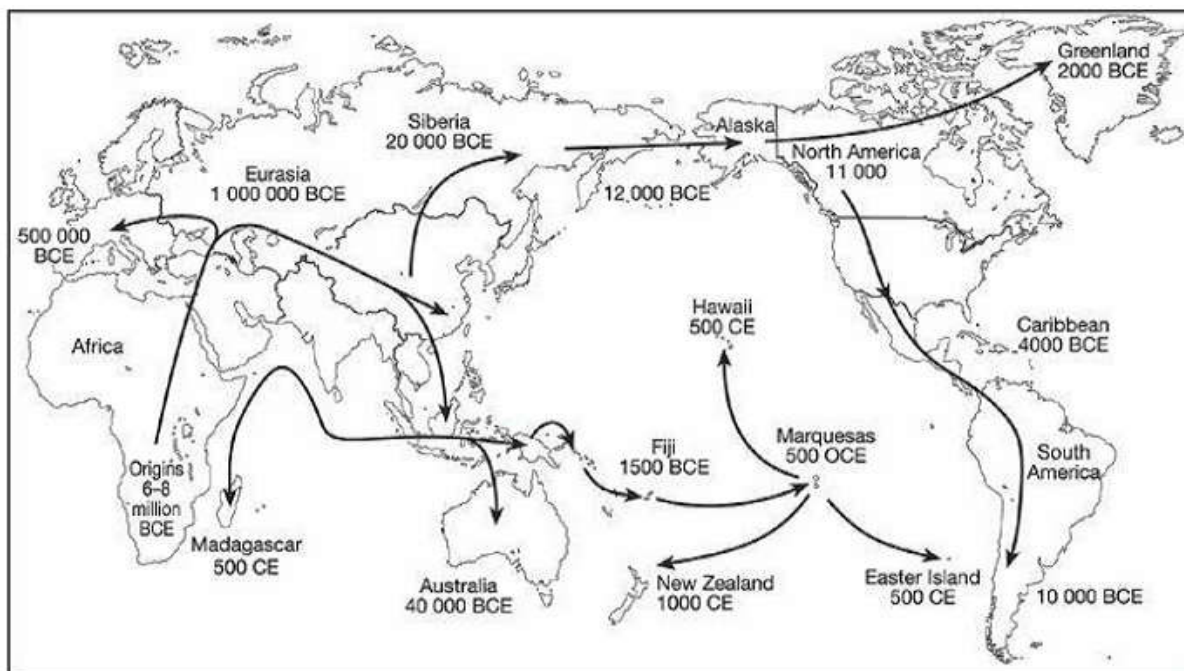 Greenland
2000 BCE
Alaska
Siberia
20 000 BCE
North America
11 000
Eurasia
1 000 000 BCE
12 000 BCE
500 000
BCE
Hawaii
500 CE
Caribbean
4000 BCE
Africa
Marquesas
500 OCE
Fiji
1500 BCE
South
America
Origins
6–8
million
BCE
Madagascar
500 CE
Australia
40 000 BCE
New Zealand
1000 CE
Easter Island
500 CE
10 000 BCE